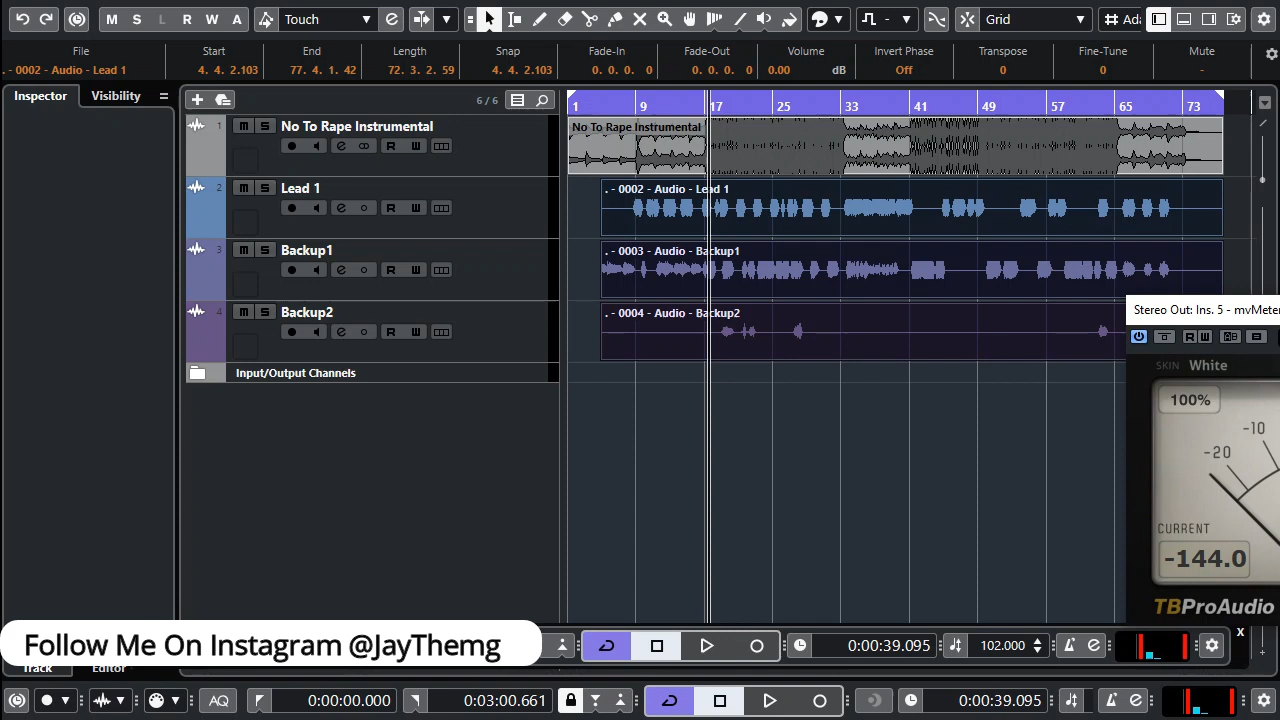 M S L R W A Touch - Grid Ad
File Start End Length Snap Fade-In Fade-Out Volume Invert Phase Transpose Fine-Tune Mute
. - 0002 - Audio - Lead 1 4. 4. 2.103 77. 4. 1. 42 72. 3. 2. 59 4. 4. 2.103 0. 0. 0. 0 0. 0. 0. 0 0.00 dB Off 0 0 -
Inspector Visibility 6 / 6 1 9 17 25 33 41 49 57 65 73
1 M S No To Rape Instrumental No To Rape Instrumental
R W
2 M S Lead 1 . - 0002 - Audio - Lead 1
R W
3 M S Backup1 . - 0003 - Audio - Backup1
R W
4 M S Backup2 . - 0004 - Audio - Backup2
R W
Input/Output Channels
Stereo Out: Ins. 5 - mvMeter
R W
SKIN White
100%
-10
-20
CURRENT
-144.0
TBProAudio
Follow Me On Instagram @JayThemg
0:00:39.095 102.000 X
Track Editor
AQ 0:00:00.000 0:03:00.661 0:00:39.095